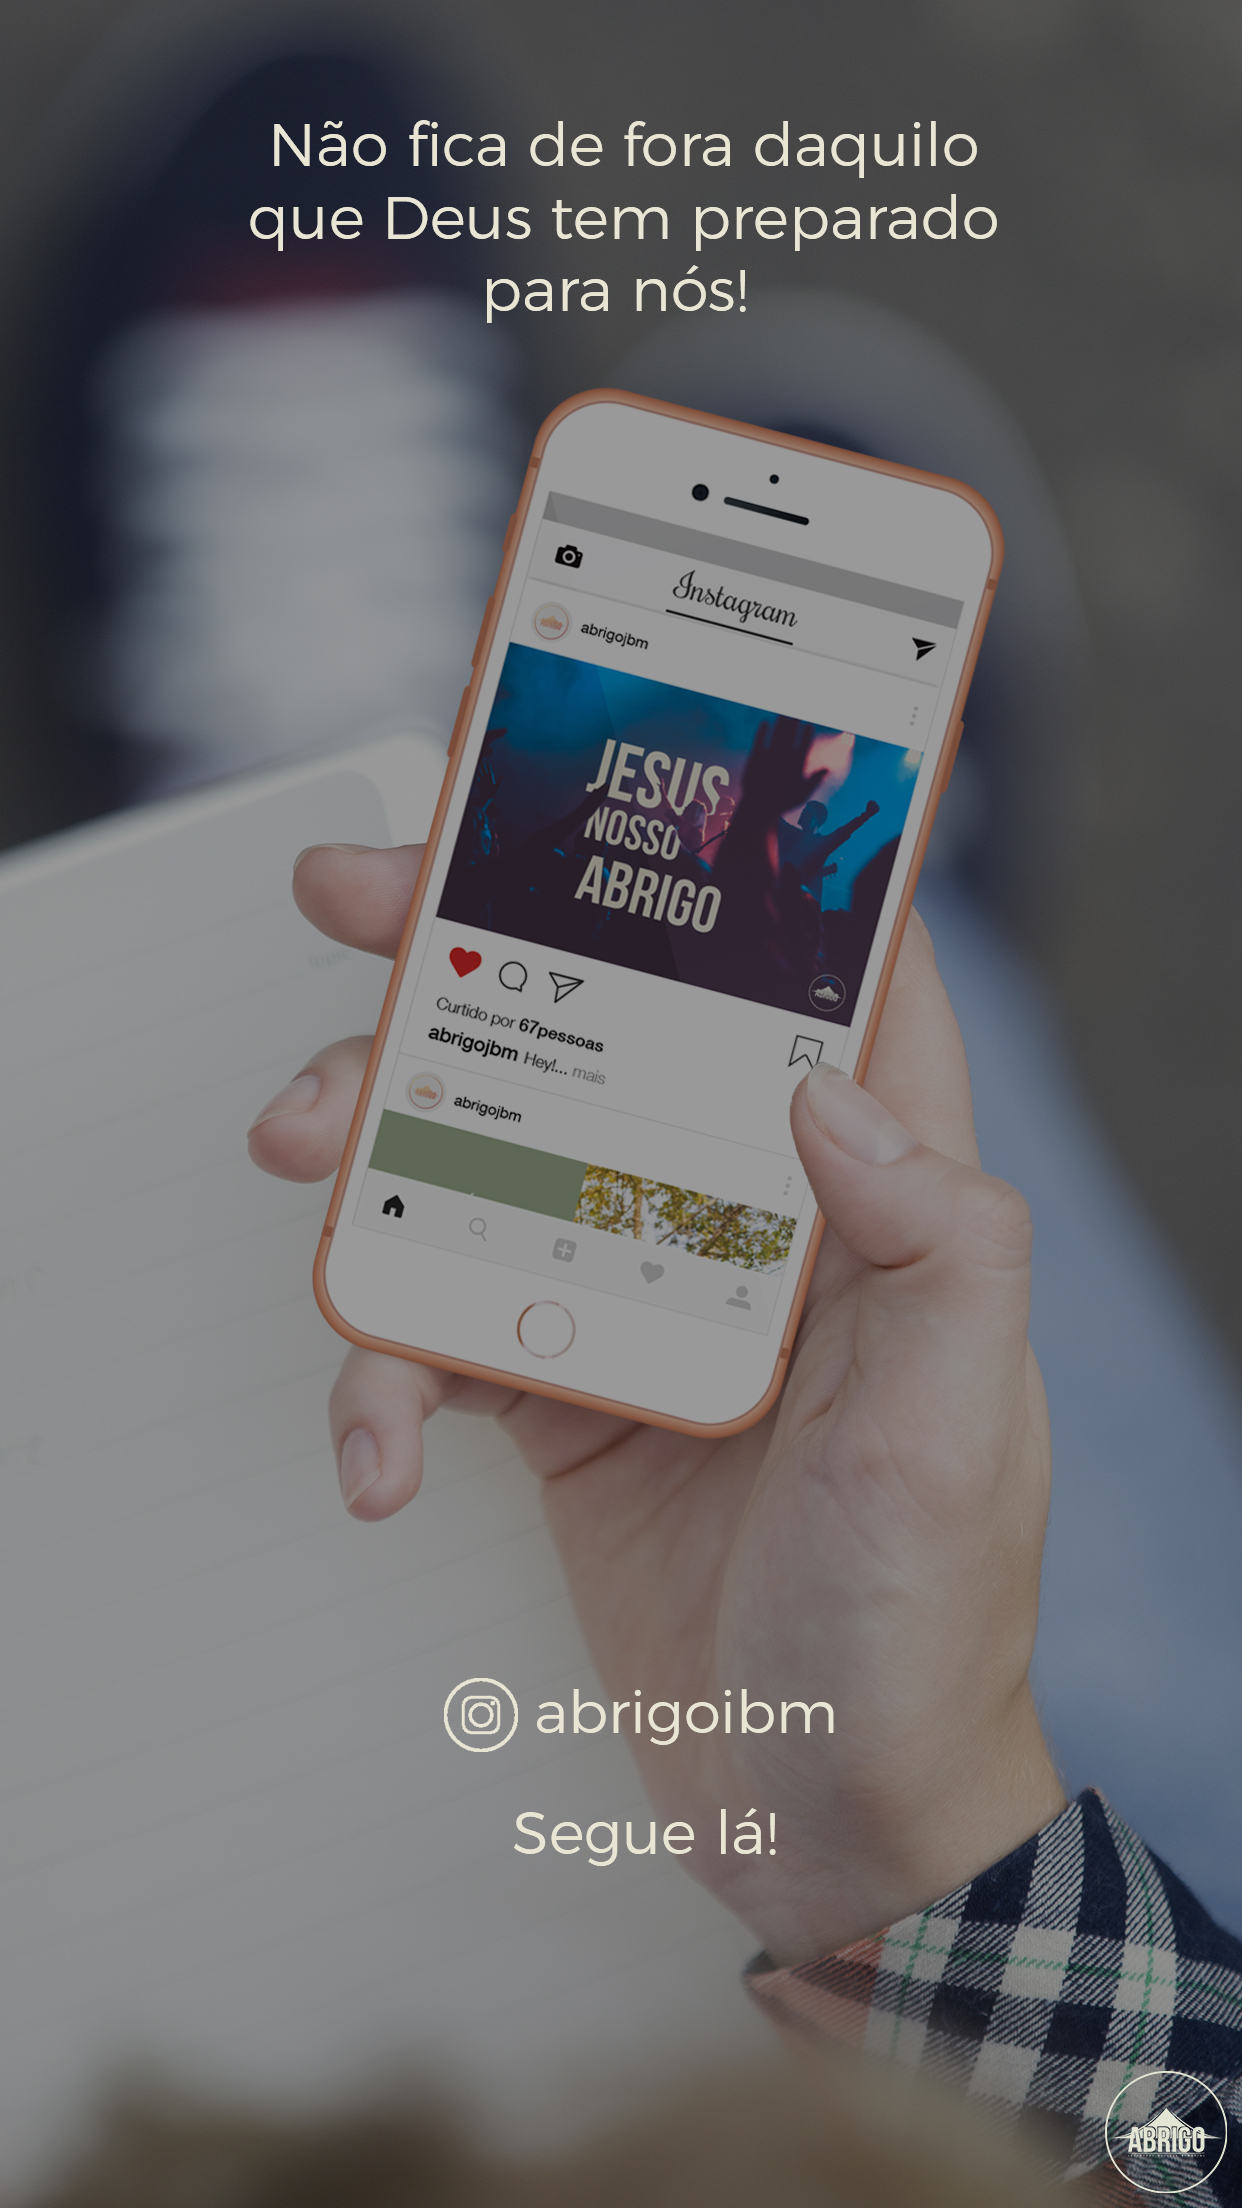 Não fica de fora daquilo
que Deus tem preparado
para nós!
Instagram
abrigojbm
JESUS
NOSSO
ABRIGO
Curtido por 67pessoas
abrigojbm Hey!... mais
abrigojbm
abrigoibm
Segue lá!
ABRIGO